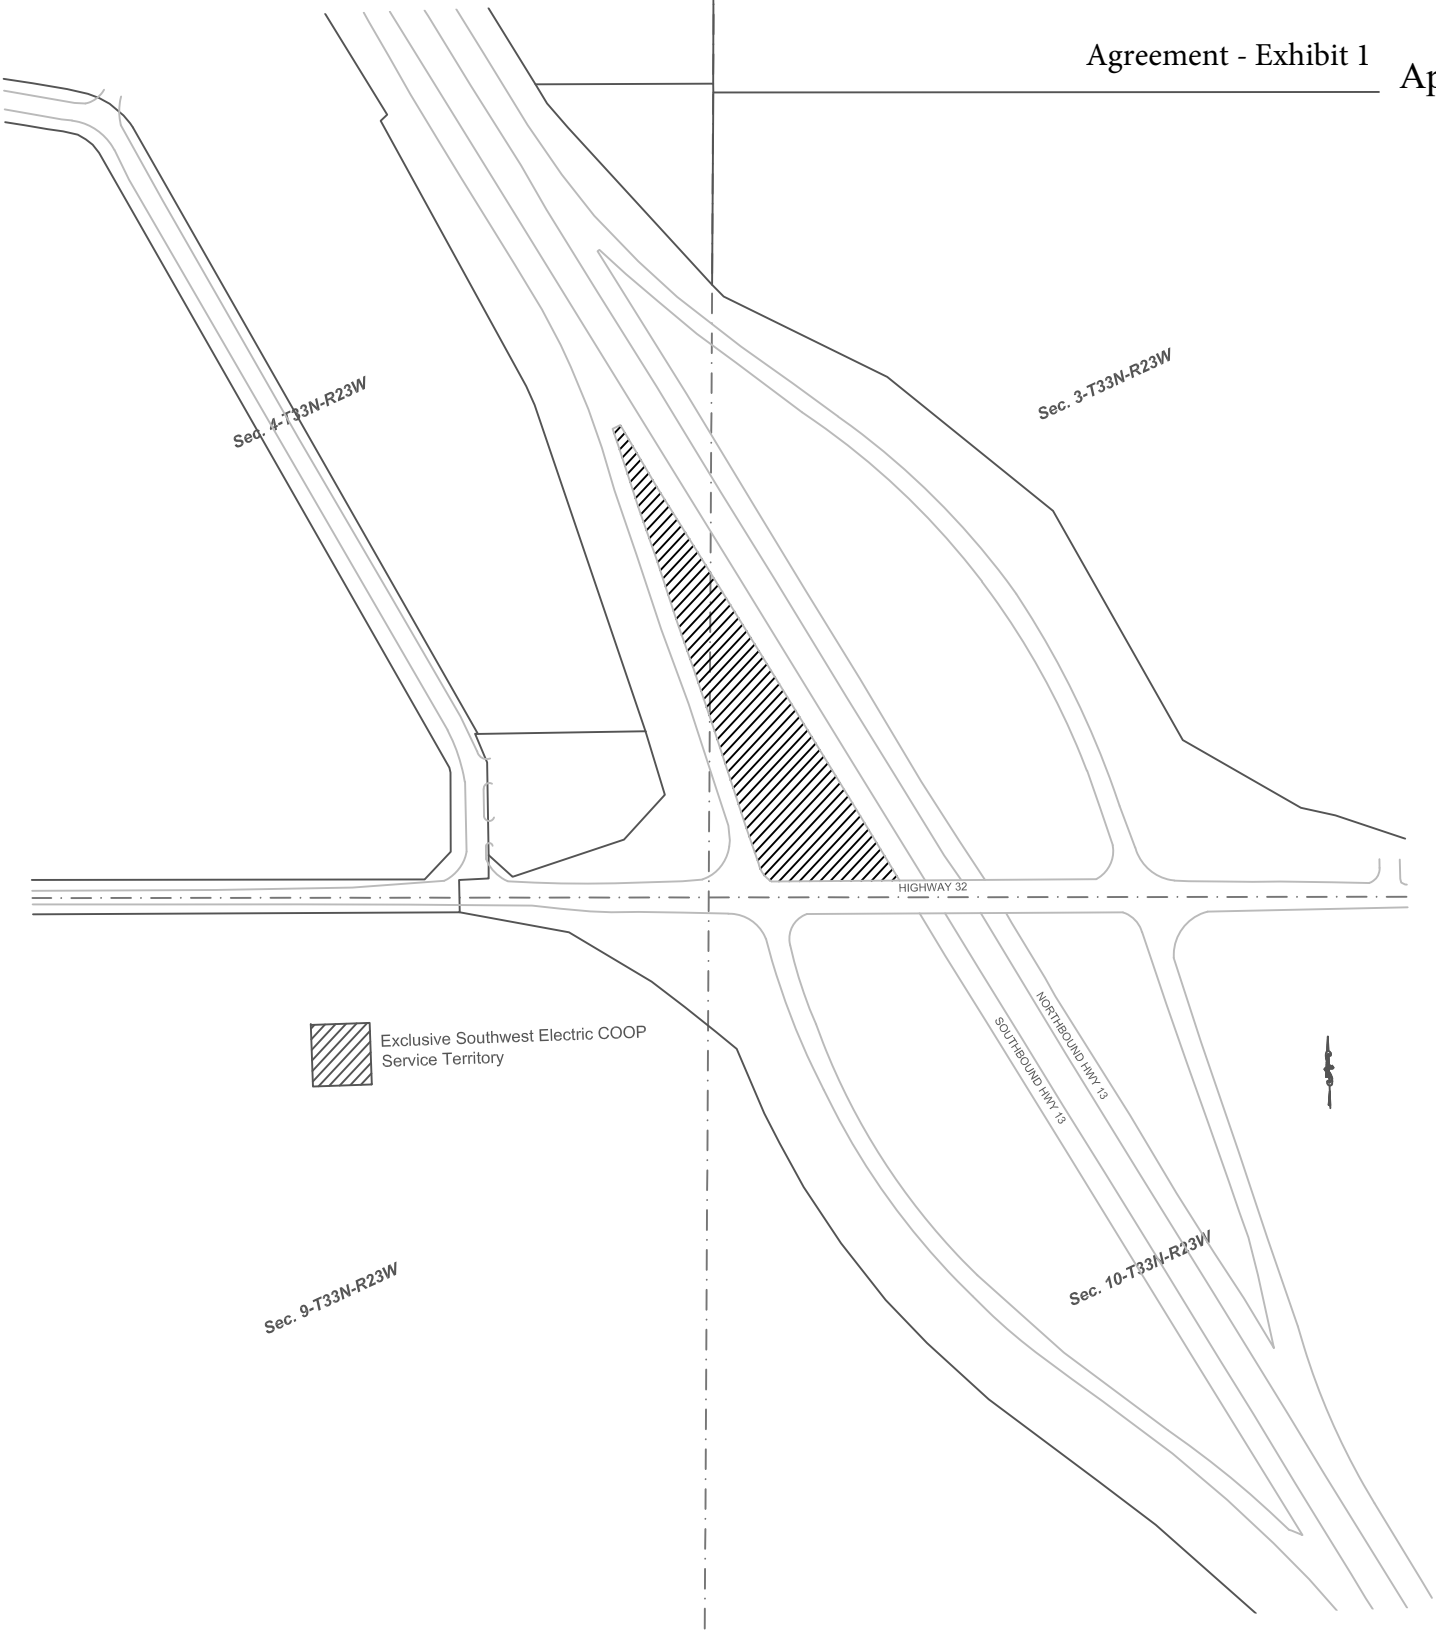 Agreement - Exhibit 1
Ap
Sec. 3-T33N-R23W
Sec. 4-T33N-R23W
HIGHWAY 32
Exclusive Southwest Electric COOP
Service Territory
NORTHBOUND HWY 13
SOUTHBOUND HWY 13
Sec. 10-T33N-R23W
Sec. 9-T33N-R23W